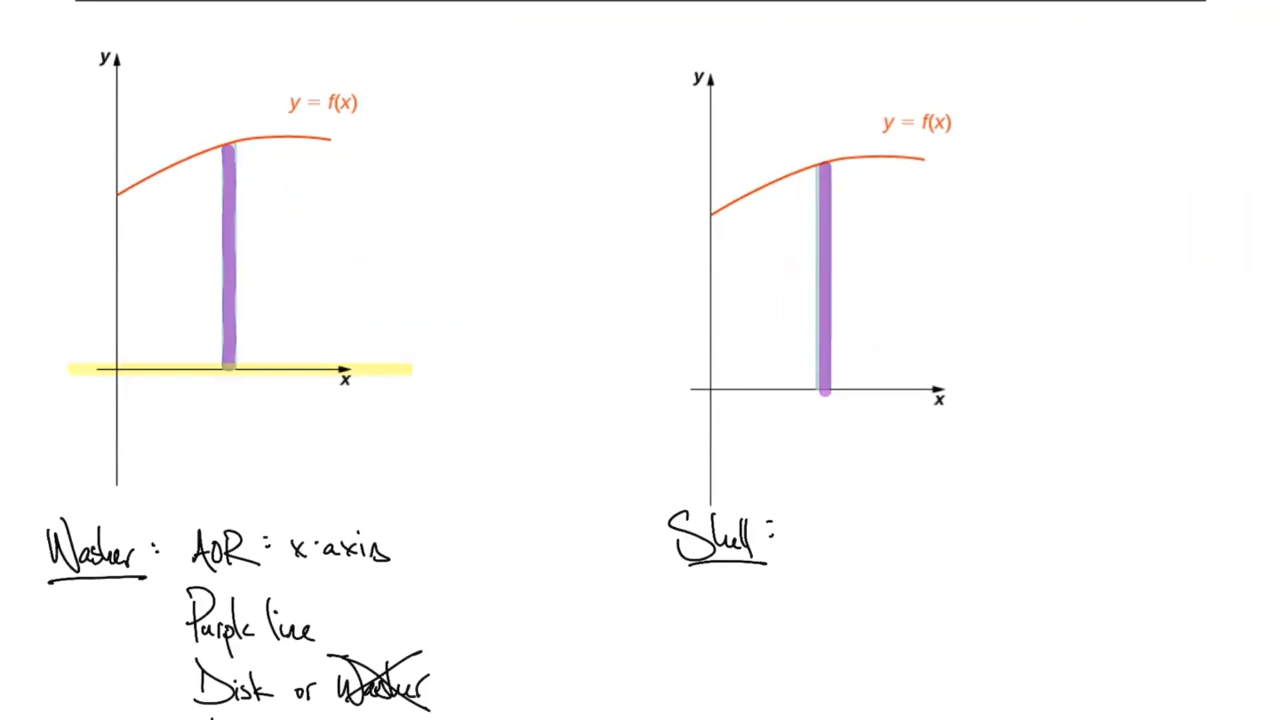 y
y = f(x)
x
y
y = f(x)
x
Washer : AOR : x-axis
Purple line
Disk or Washer
Shell :